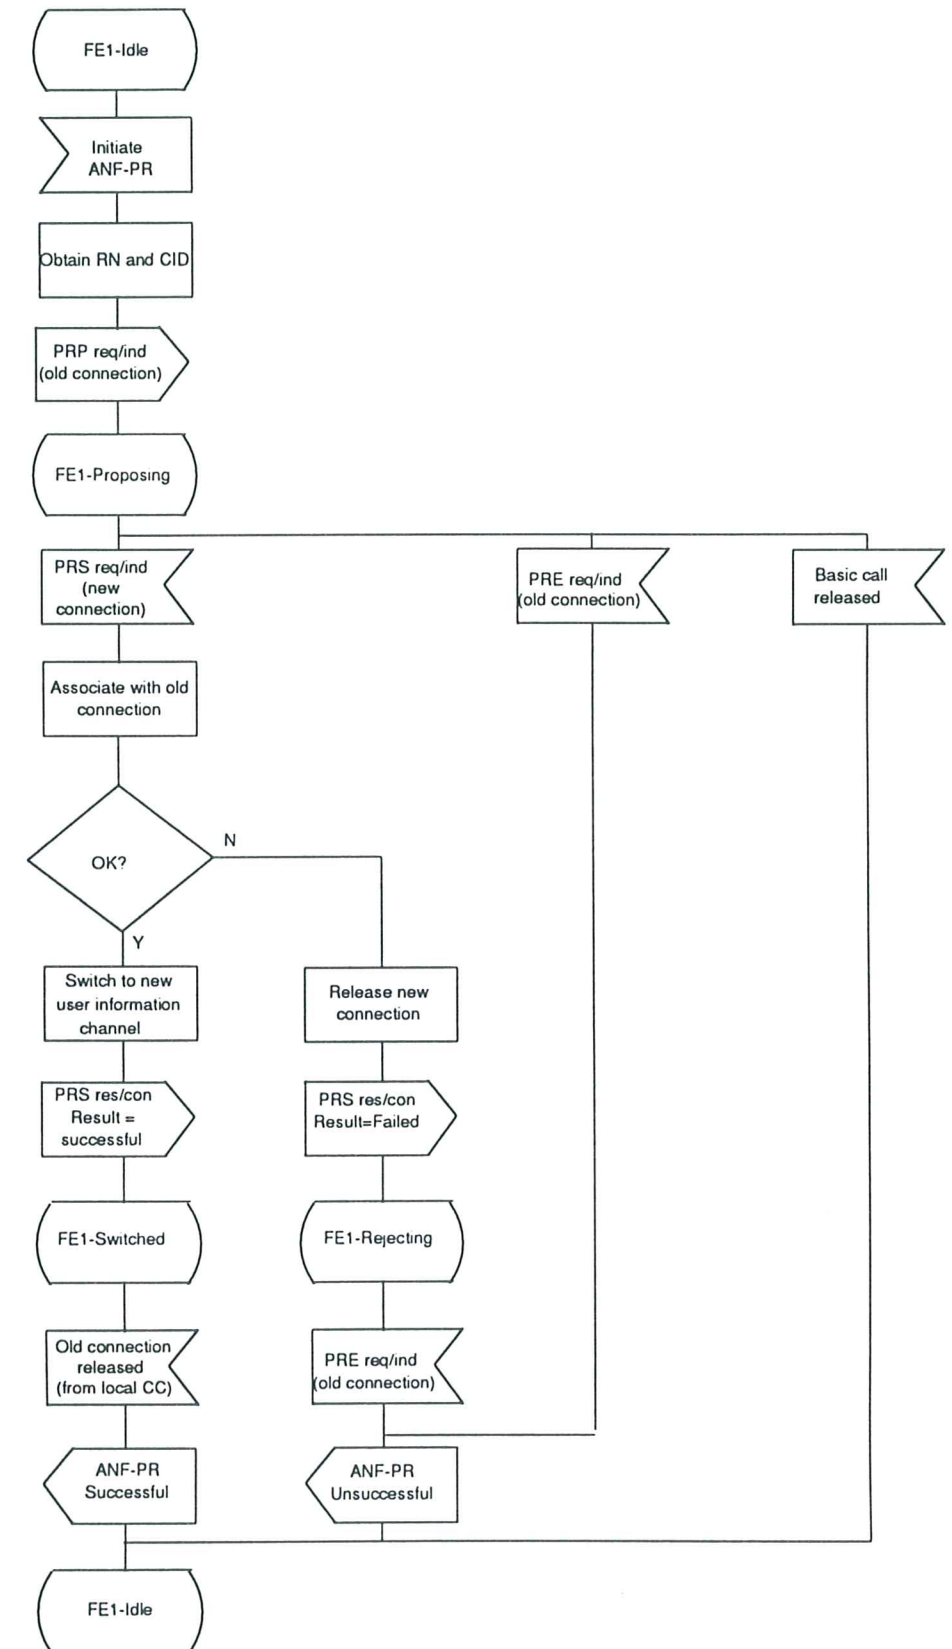 FE1-Idle
Initiate
ANF-PR
Obtain RN and CID
PRP req/ind
(old connection)
FE1-Proposing
PRS req/ind
(new
connection)
PRE req/ind
(old connection)
Basic call
released
Associate with old
connection
OK?
N
Y
Switch to new
user information
channel
Release new
connection
PRS res/con
Result =
successful
PRS res/con
Result=Failed
FE1-Switched
FE1-Rejecting
Old connection
released
(from local CC)
PRE req/ind
(old connection)
ANF-PR
Successful
ANF-PR
Unsuccessful
FE1-Idle